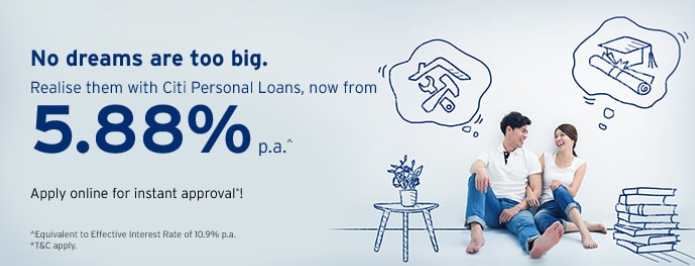 No dreams are too big.
Realise them with Citi Personal Loans, now from
5.88% p.a.^
Apply online for instant approval*!
^Equivalent to Effective Interest Rate of 10.9% p.a.
*T&C apply.